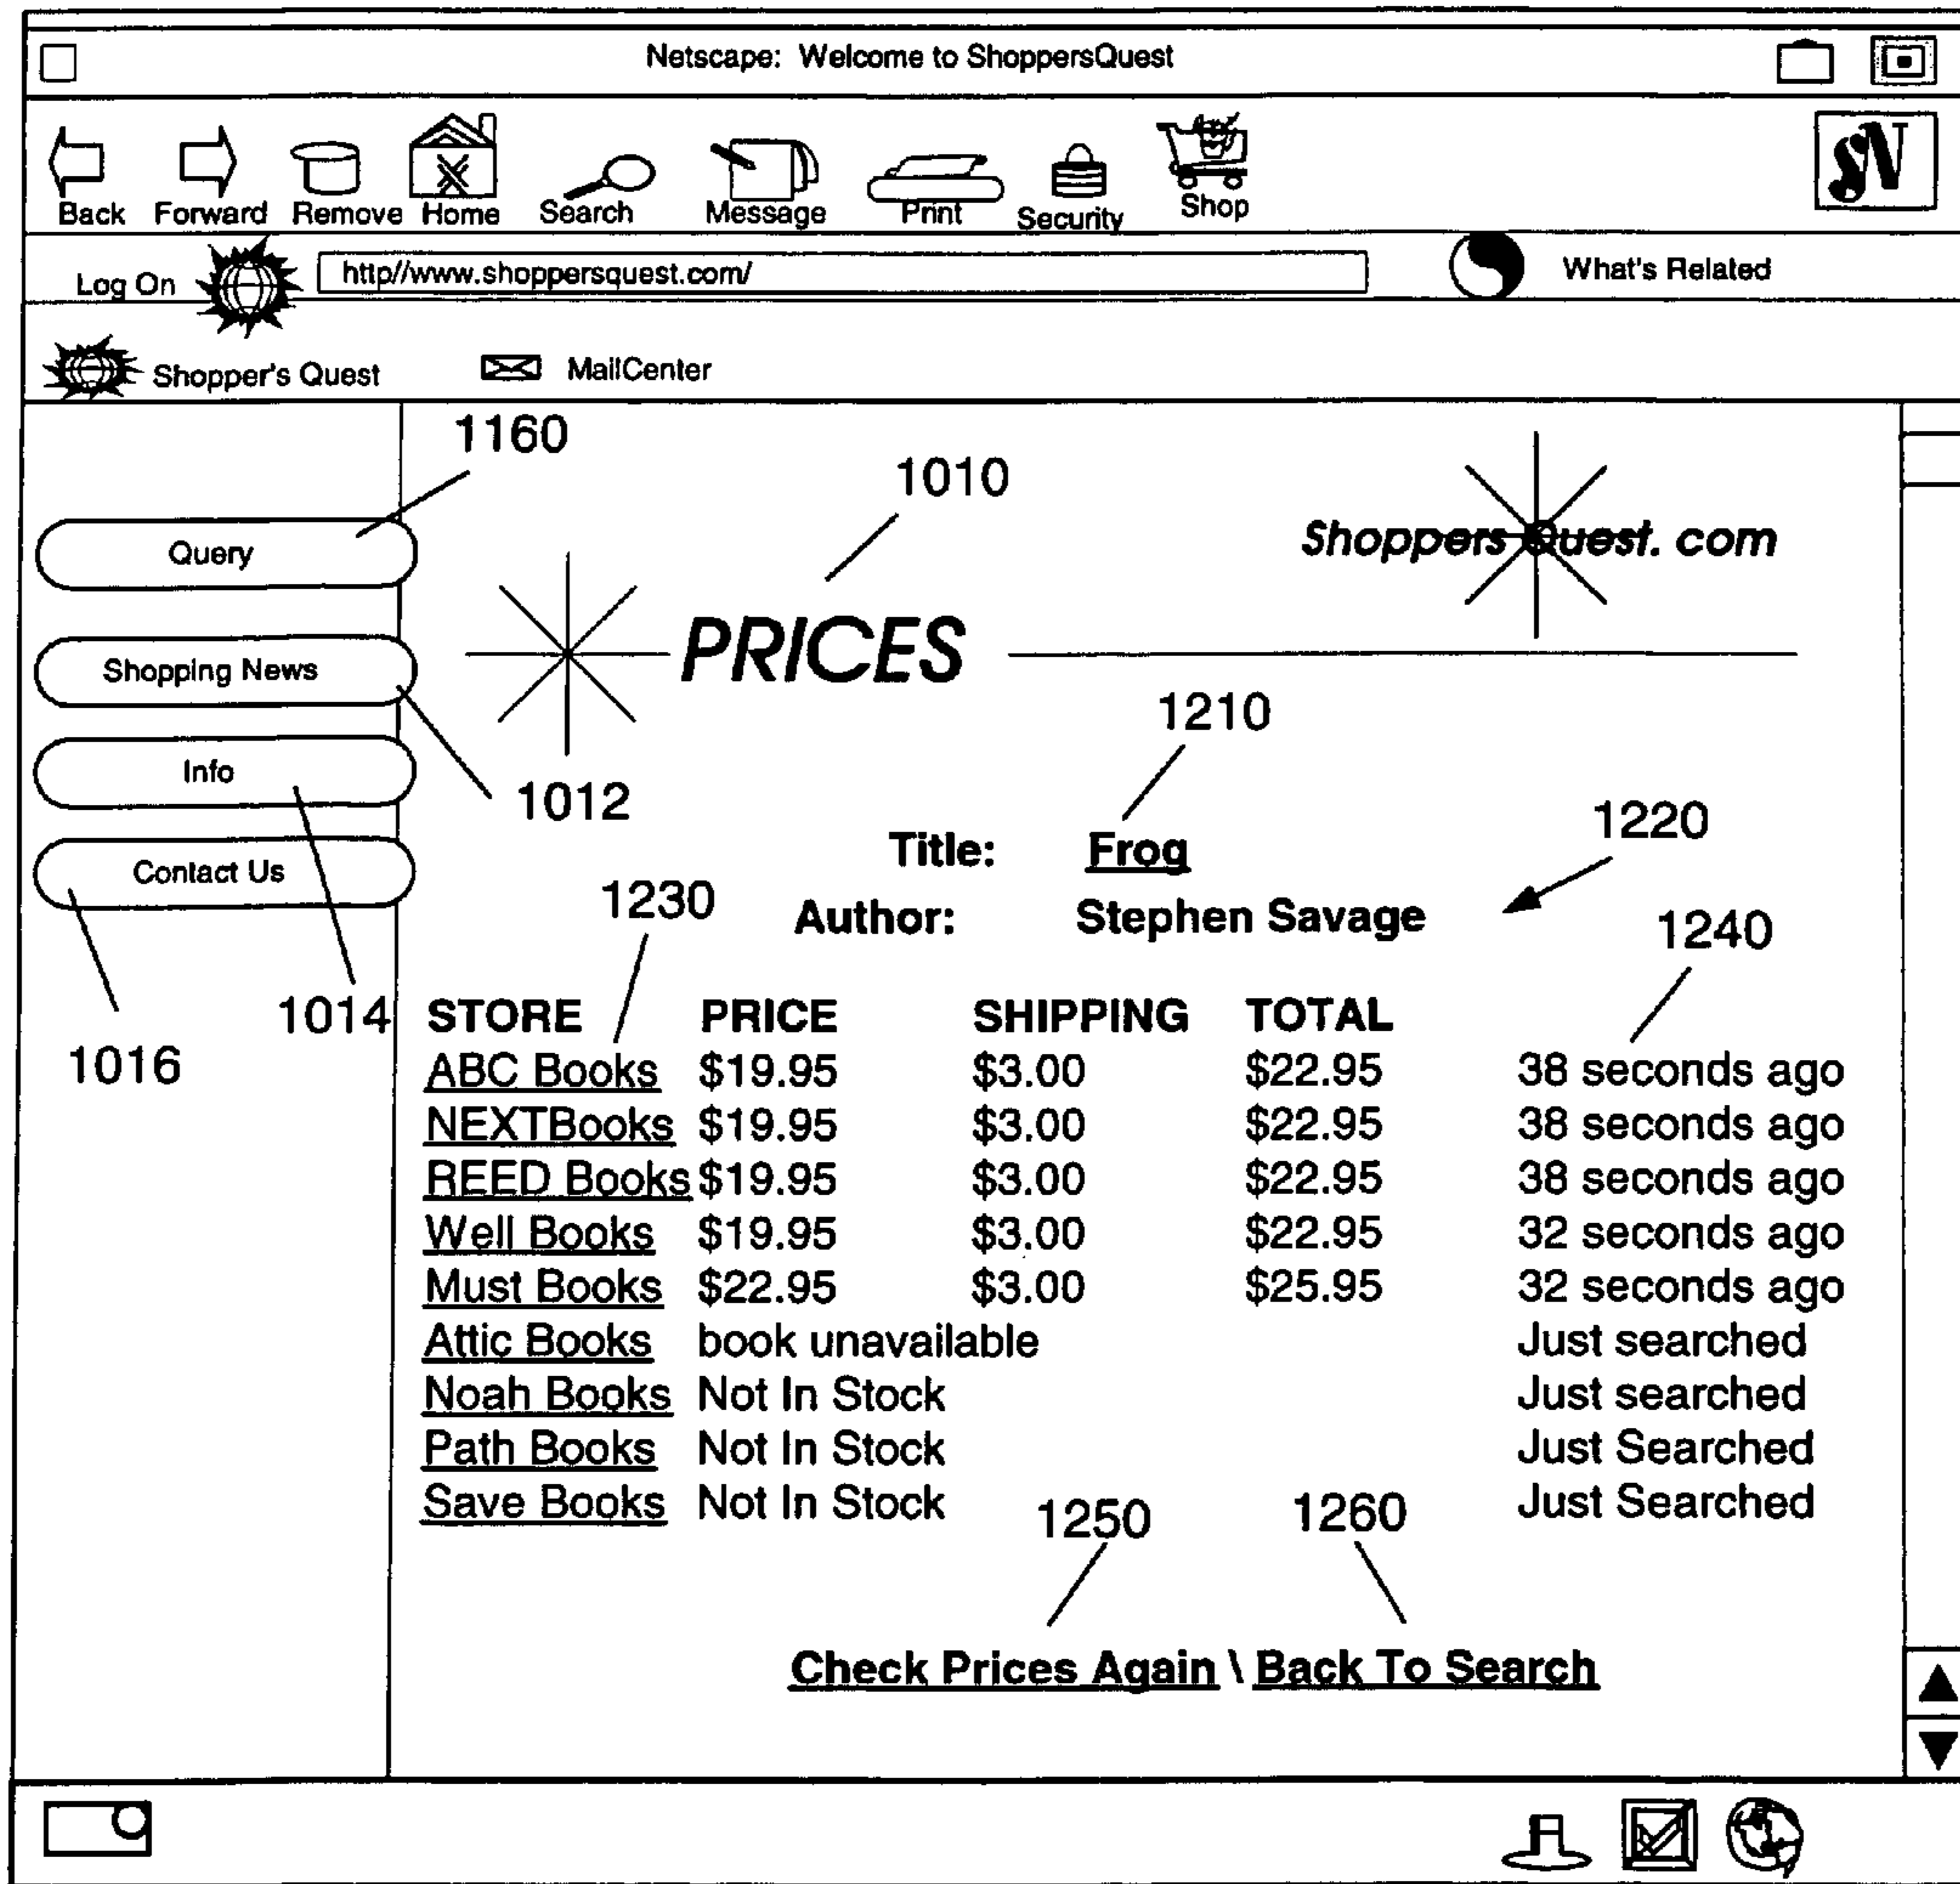 Netscape: Welcome to ShoppersQuest
Back Forward Remove Home Search Message Print Security Shop
N
Log On http//www.shoppersquest.com/ What's Related
Shopper's Quest MailCenter
1160
1010
Query
Shoppers Quest. com
PRICES
Shopping News
1210
Info
1012
1220
Title: Frog
Contact Us
1230
Author: Stephen Savage
1240
1014
1016
STORE PRICE SHIPPING TOTAL
ABC Books $19.95 $3.00 $22.95 38 seconds ago
NEXTBooks $19.95 $3.00 $22.95 38 seconds ago
REED Books $19.95 $3.00 $22.95 38 seconds ago
Well Books $19.95 $3.00 $22.95 32 seconds ago
Must Books $22.95 $3.00 $25.95 32 seconds ago
Attic Books book unavailable Just searched
Noah Books Not In Stock Just searched
Path Books Not In Stock Just Searched
Save Books Not In Stock Just Searched
1250 1260
Check Prices Again \ Back To Search